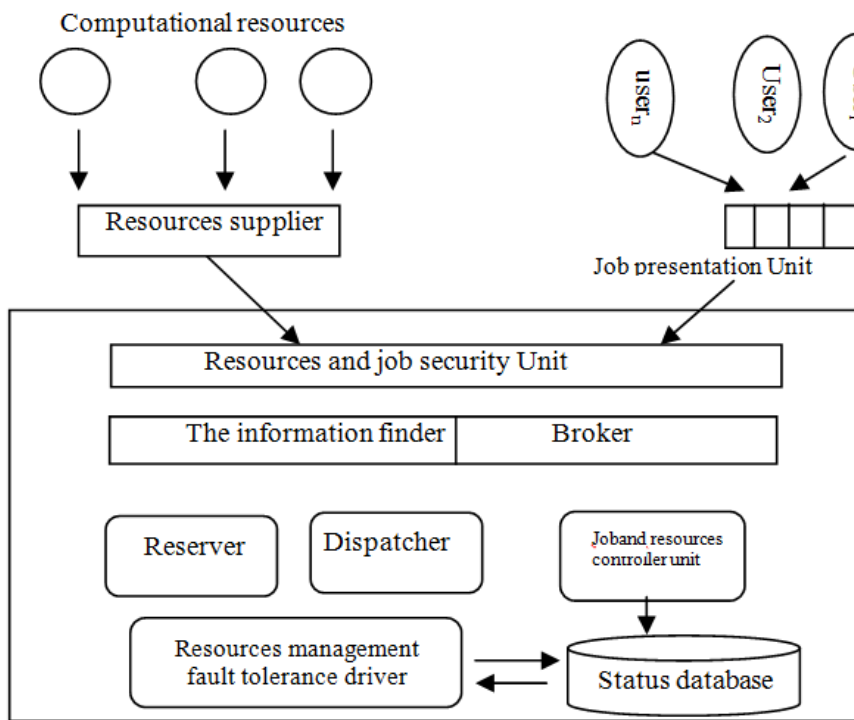 Computational resources
user n
User 2
Resources supplier
Job presentation Unit
Resources and job security Unit
The information finder
Broker
Reserver
Dispatcher
Joband resources
controller unit
Resources management
fault tolerance driver
Status database